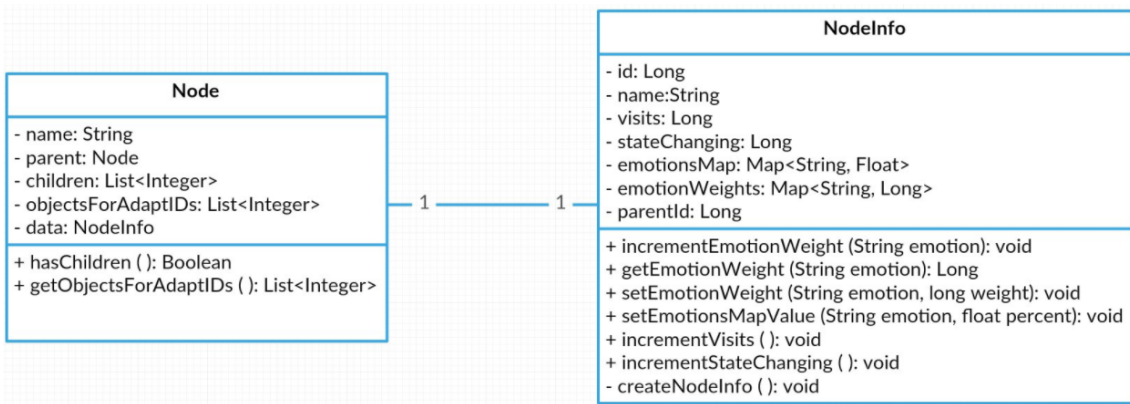 Node
- name: String
- parent: Node
- children: List<Integer>
- objectsForAdaptIDs: List<Integer>
- data: NodeInfo
+ hasChildren ( ): Boolean
+ getObjectsForAdaptIDs ( ): List<Integer>
1
1
NodeInfo
- id: Long
- name:String
- visits: Long
- stateChanging: Long
- emotionsMap: Map<String, Float>
- emotionWeights: Map<String, Long>
- parentId: Long
+ incrementEmotionWeight (String emotion): void
+ getEmotionWeight (String emotion): Long
+ setEmotionWeight (String emotion, long weight): void
+ setEmotionsMapValue (String emotion, float percent): void
+ incrementVisits ( ): void
+ incrementStateChanging ( ): void
- createNodeInfo ( ): void